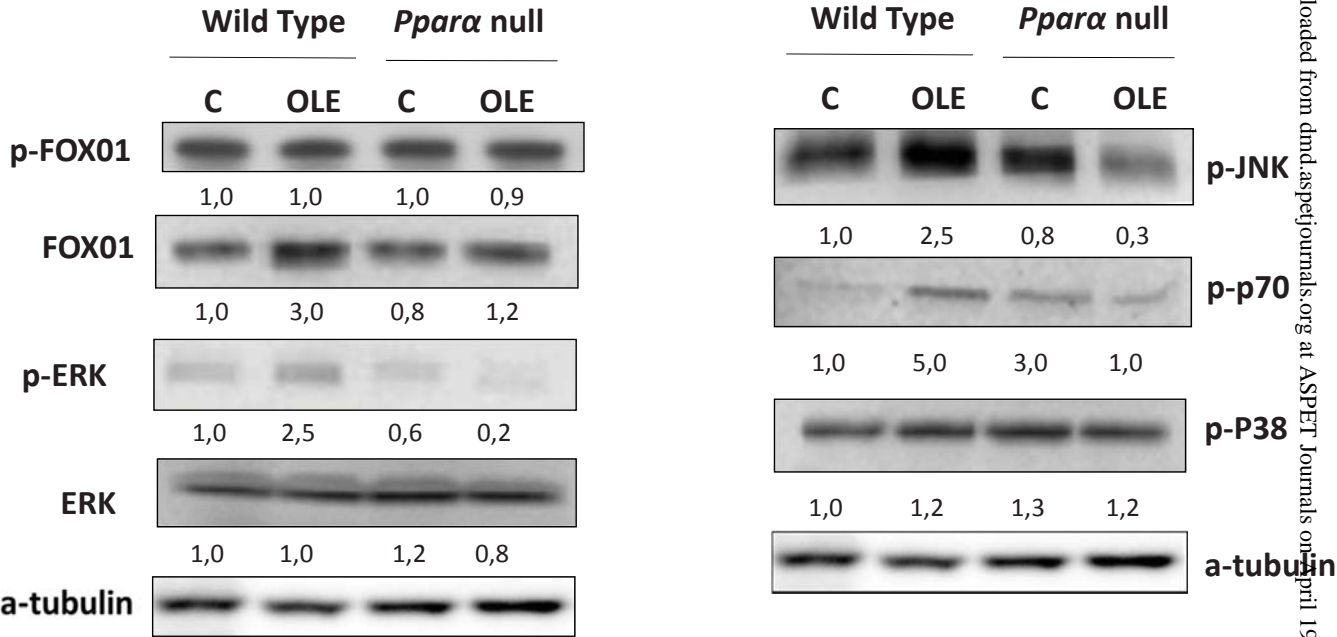 Wild Type Pparα null
C OLE C OLE
p-FOX01
1,0 1,0 1,0 0,9
FOX01
1,0 3,0 0,8 1,2
p-ERK
1,0 2,5 0,6 0,2
ERK
1,0 1,0 1,2 0,8
a-tubulin
Wild Type Pparα null
C OLE C OLE
p-JNK
1,0 2,5 0,8 0,3
p-p70
1,0 5,0 3,0 1,0
p-P38
1,0 1,2 1,3 1,2
a-tubulin
loaded from dmd.aspetjournals.org at ASPET Journals on April 19